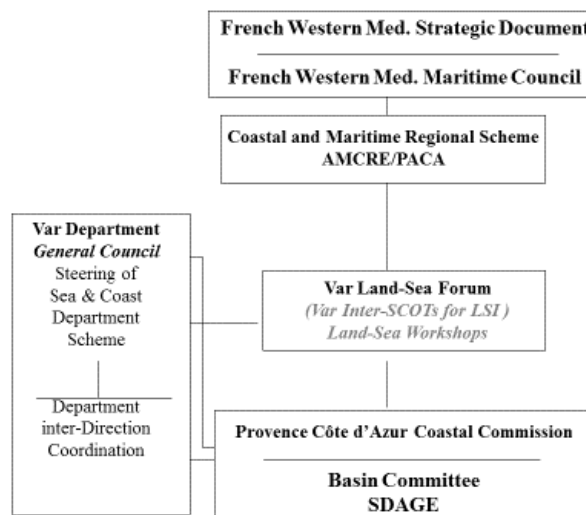 French Western Med. Strategic Document
French Western Med. Maritime Council
Coastal and Maritime Regional Scheme
AMCRE/PACA
Var Department
General Council
Steering of
Sea & Coast
Department
Scheme
Department
inter-Direction
Coordination
Var Land-Sea Forum
(Var Inter-SCOTs for LSI )
Land-Sea Workshops
Provence Côte d'Azur Coastal Commission
Basin Committee
SDAGE